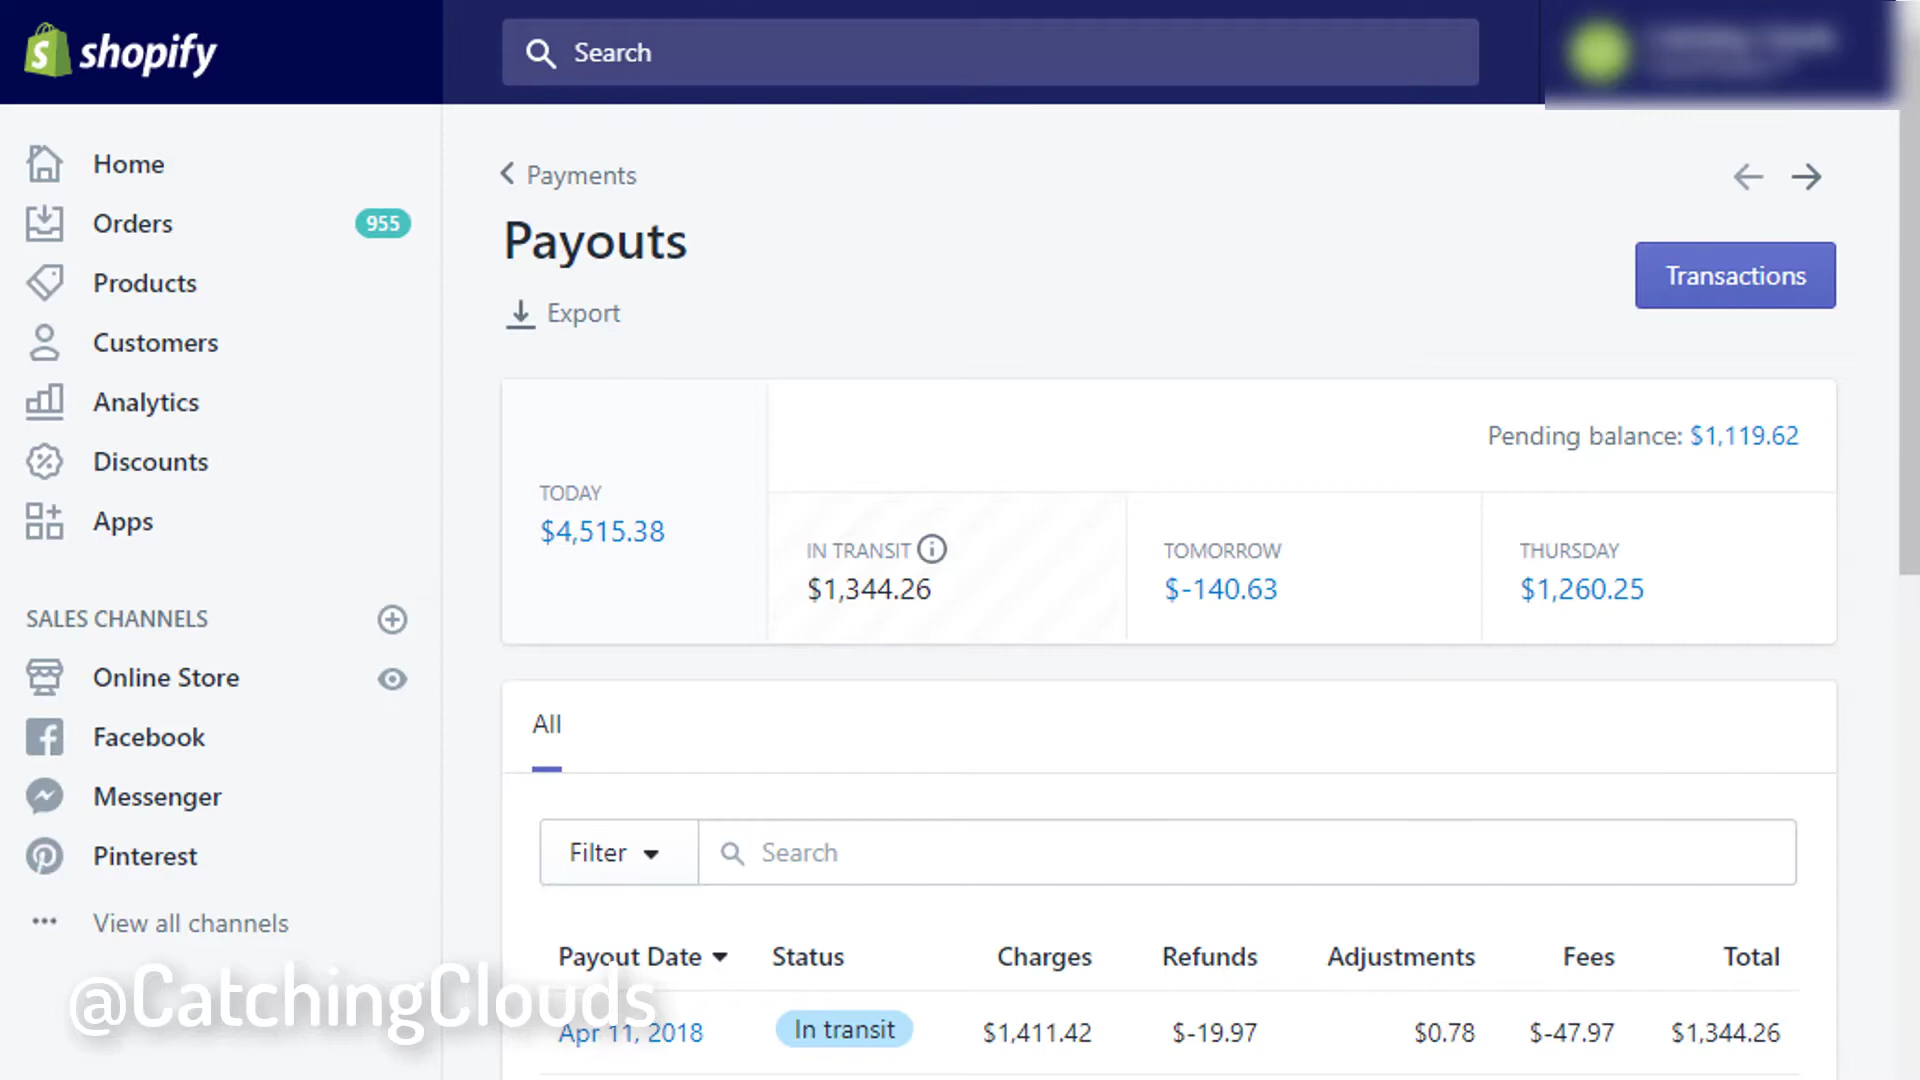 shopify
Search
Home
Orders 955
Products
Customers
Analytics
Discounts
Apps
SALES CHANNELS
Online Store
Facebook
Messenger
Pinterest
View all channels
Payments
Payouts
Export
Transactions
Pending balance: $1,119.62
TODAY
$4,515.38
IN TRANSIT
$1,344.26
TOMORROW
$-140.63
THURSDAY
$1,260.25
All
Filter Search
Payout Date Status Charges Refunds Adjustments Fees Total
Apr 11, 2018 In transit $1,411.42 $-19.97 $0.78 $-47.97 $1,344.26
@CatchingClouds